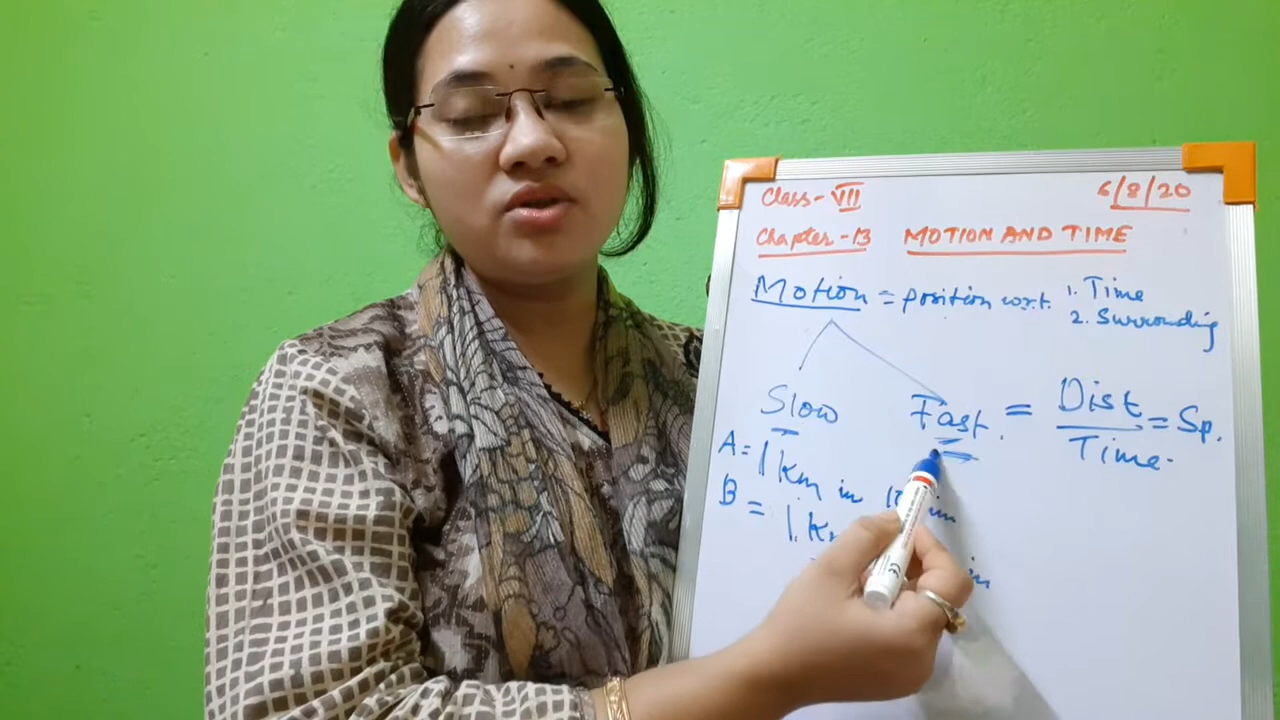 Class- VII 6/8/20
Chapter-13 MOTION AND TIME
Motion = position w.r.t. 1. Time
2. Surrounding
Slow Fast. = Dist = Sp.
Time.
A = 1 km in
B = 1 k